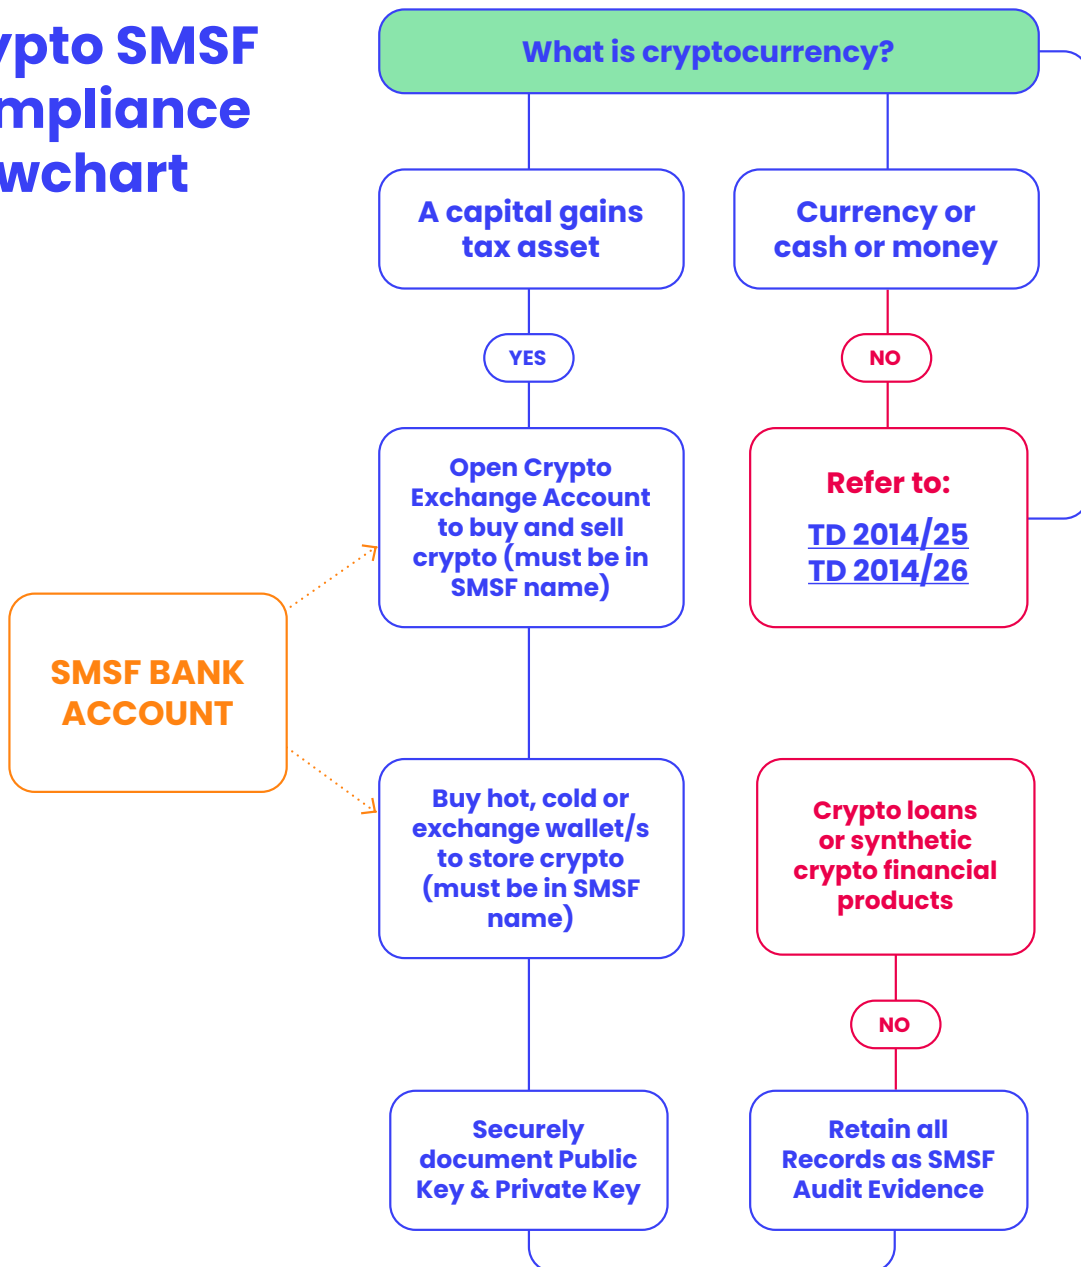 ypto SMSF
mpliance
wchart
What is cryptocurrency?
A capital gains
tax asset
Currency or
cash or money
YES
NO
Open Crypto
Exchange Account
to buy and sell
crypto (must be in
SMSF name)
Refer to:
TD 2014/25
TD 2014/26
SMSF BANK
ACCOUNT
Buy hot, cold or
exchange wallet/s
to store crypto
(must be in SMSF
name)
Crypto loans
or synthetic
crypto financial
products
NO
Securely
document Public
Key & Private Key
Retain all
Records as SMSF
Audit Evidence